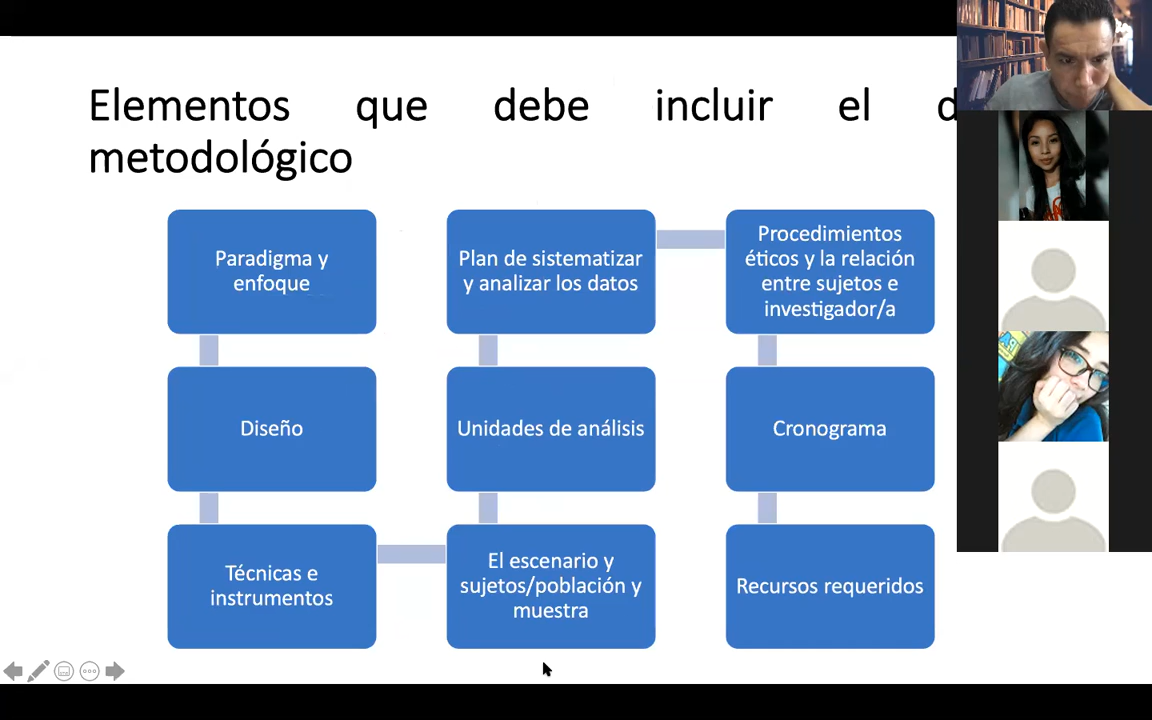 Elementos que debe incluir el
metodológico
Paradigma y
enfoque
Diseño
Técnicas e
instrumentos
El escenario y
sujetos/población y
muestra
Unidades de análisis
Plan de sistematizar
y analizar los datos
Procedimientos
éticos y la relación
entre sujetos e
investigador/a
Cronograma
Recursos requeridos